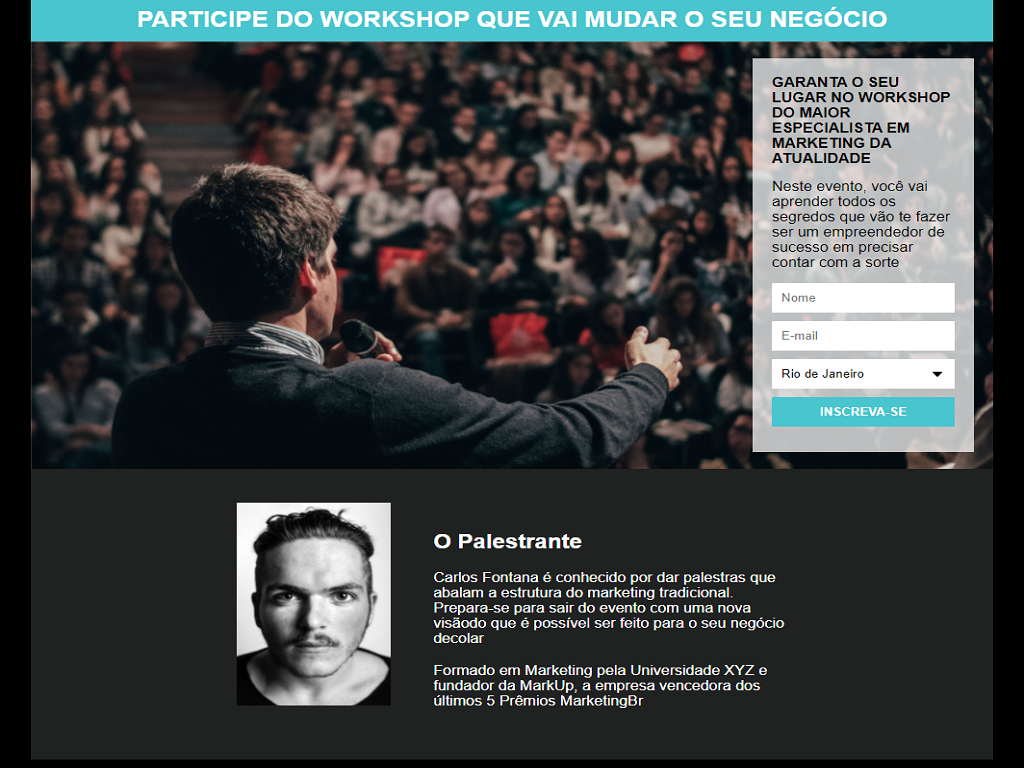 PARTICIPE DO WORKSHOP QUE VAI MUDAR O SEU NEGÓCIO
GARANTA O SEU
LUGAR NO WORKSHOP
DO MAIOR
ESPECIALISTA EM
MARKETING DA
ATUALIDADE
Neste evento, você vai
aprender todos os
segredos que vão te fazer
ser um empreendedor de
sucesso em precisar
contar com a sorte
Nome
E-mail
Rio de Janeiro
INSCREVA-SE
O Palestrante
Carlos Fontana é conhecido por dar palestras que
abalam a estrutura do marketing tradicional.
Prepara-se para sair do evento com uma nova
visãodo que é possível ser feito para o seu negócio
decolar
Formado em Marketing pela Universidade XYZ e
fundador da MarkUp, a empresa vencedora dos
últimos 5 Prêmios MarketingBr